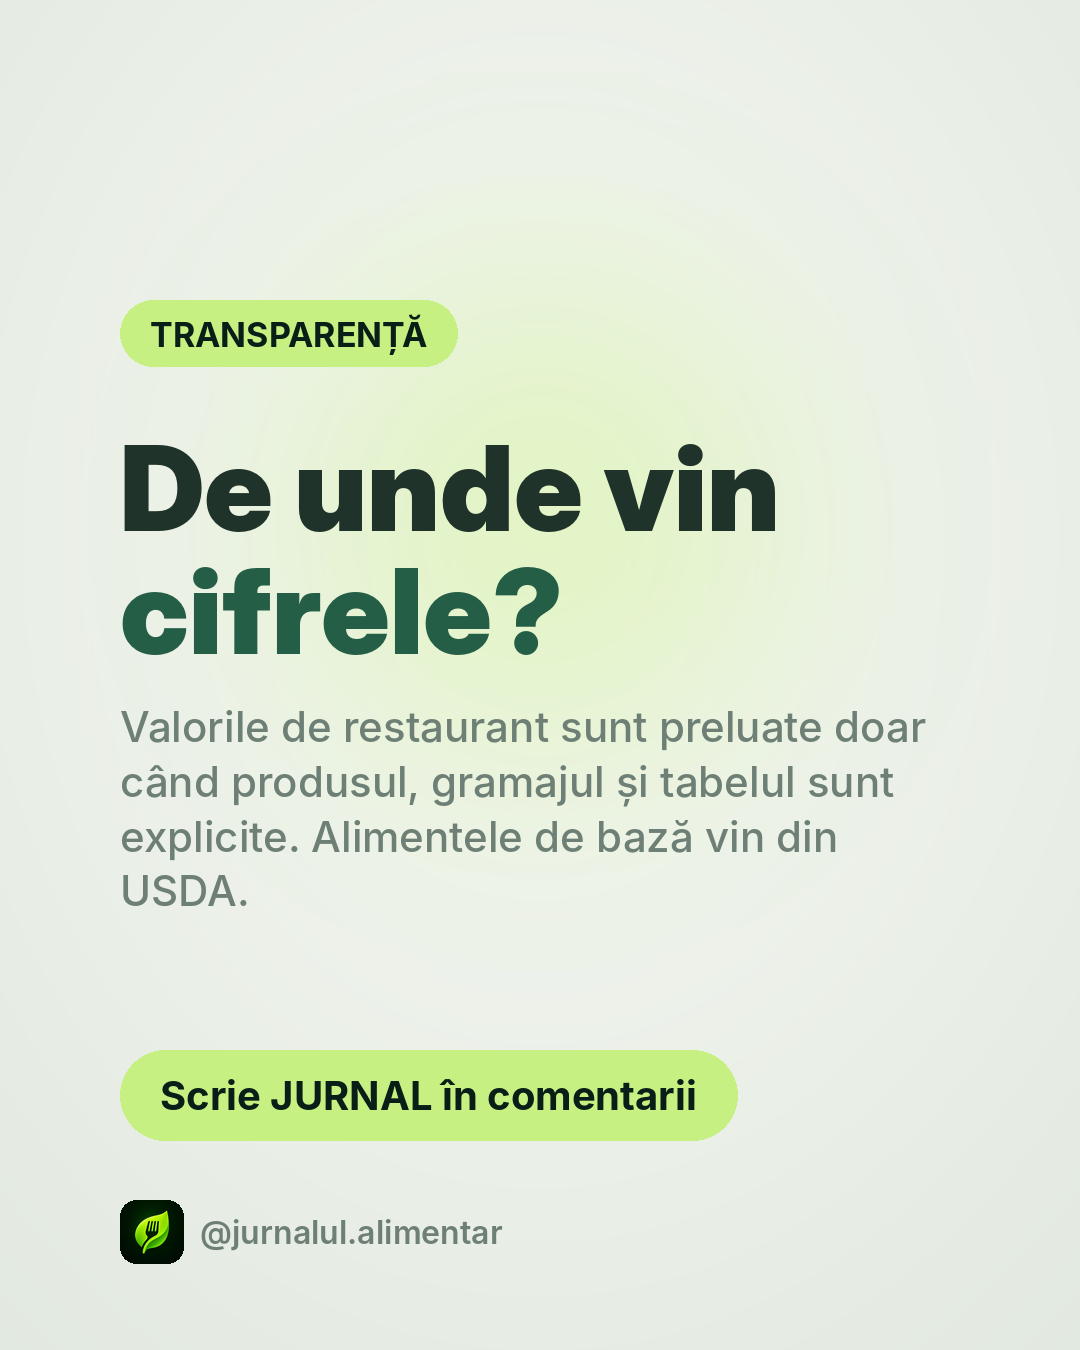 TRANSPARENȚĂ
De unde vin
cifrele?
Valorile de restaurant sunt preluate doar
când produsul, gramajul și tabelul sunt
explicite. Alimentele de bază vin din
USDA.
Scrie JURNAL în comentarii
@jurnalul.alimentar